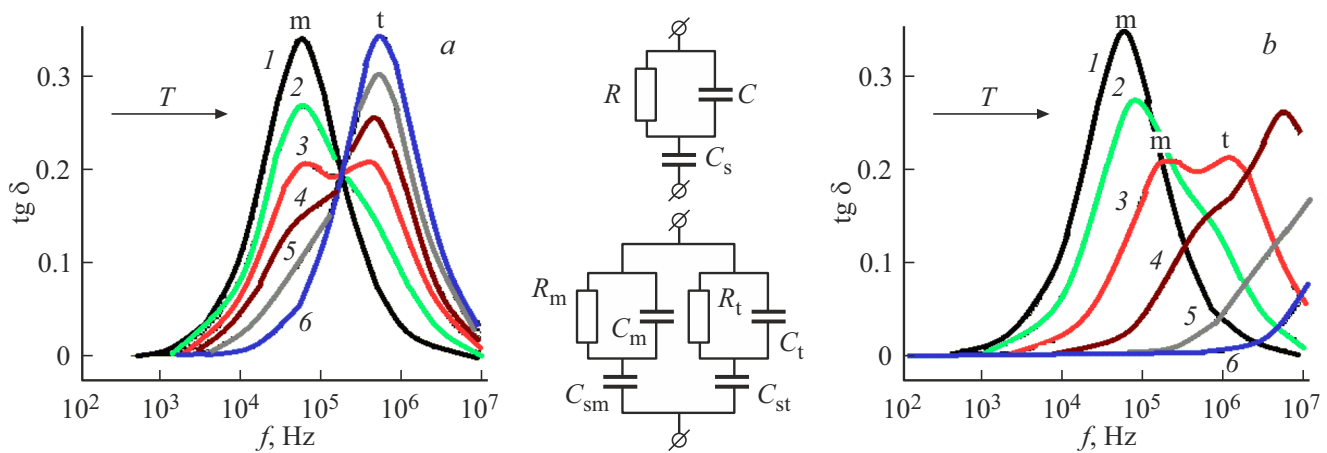 m t a
1
0.3
2
T
3
0.2
tg δ
4
5
0.1
6
0
10² 10³ 10⁴ 10⁵ 10⁶ 10⁷
f, Hz
R C
Cs
Rm Rt
Cm Ct
Csm Cst
m b
1
0.3
2
T
m t
0.2
tg δ
3
4
0.1
5
6
0
10² 10³ 10⁴ 10⁵ 10⁶ 10⁷
f, Hz